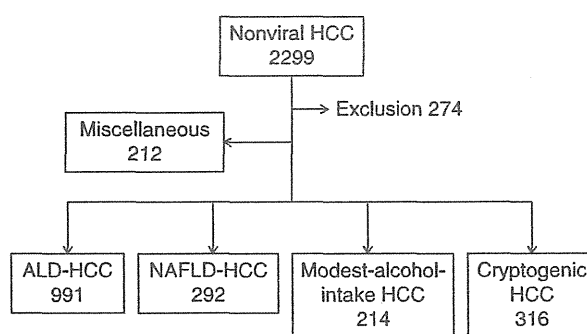 Nonviral HCC
2299
Exclusion 274
Miscellaneous
212
ALD-HCC
991
NAFLD-HCC
292
Modest-alcohol-
intake HCC
214
Cryptogenic
HCC
316